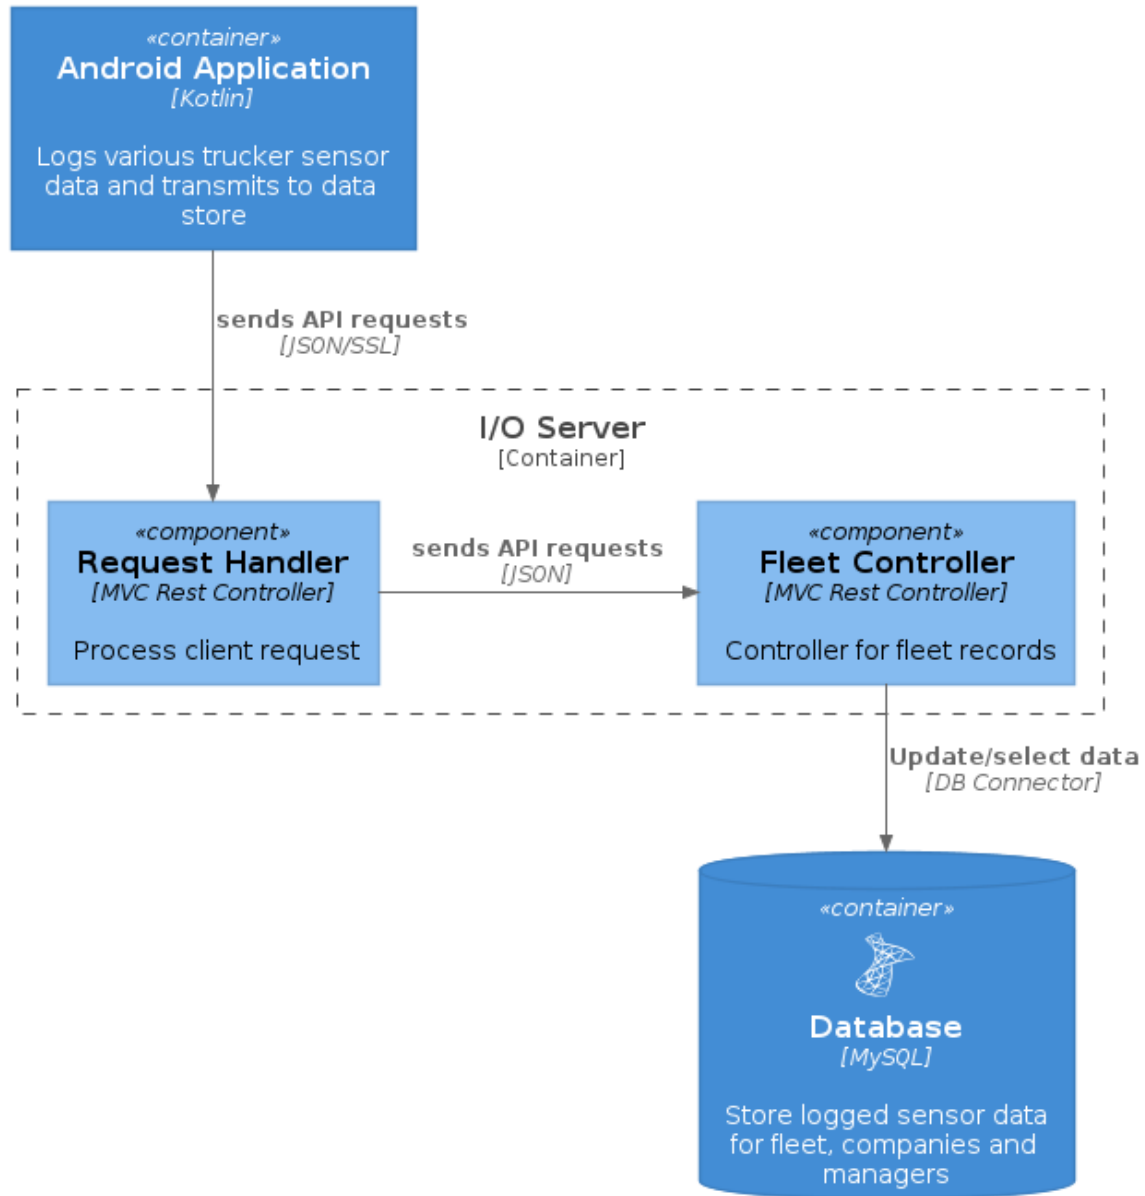 «container»
Android Application
[Kotlin]
Logs various trucker sensor
data and transmits to data
store
sends API requests
[JS0N/SSL]
I/O Server
[Container]
«component»
Request Handler
[MVC Rest Controller]
Process client request
sends API requests
[JS0N]
«component»
Fleet Controller
[MVC Rest Controller]
Controller for fleet records
Update/select data
[DB Connector]
«container»
Database
[MySQL]
Store logged sensor data
for fleet, companies and
managers